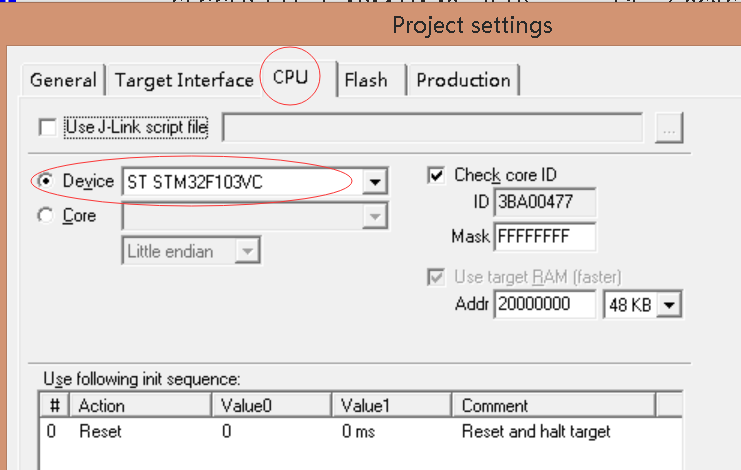 Project settings
General Target Interface CPU Flash Production
Use J-Link script file ...
Device ST STM32F103VC Check core ID
ID 3BA00477
Core
Mask FFFFFFFF
Little endian
Use target RAM (faster)
Addr 20000000 48 KB
Use following init sequence:
# Action Value0 Value1 Comment
0 Reset 0 0 ms Reset and halt target